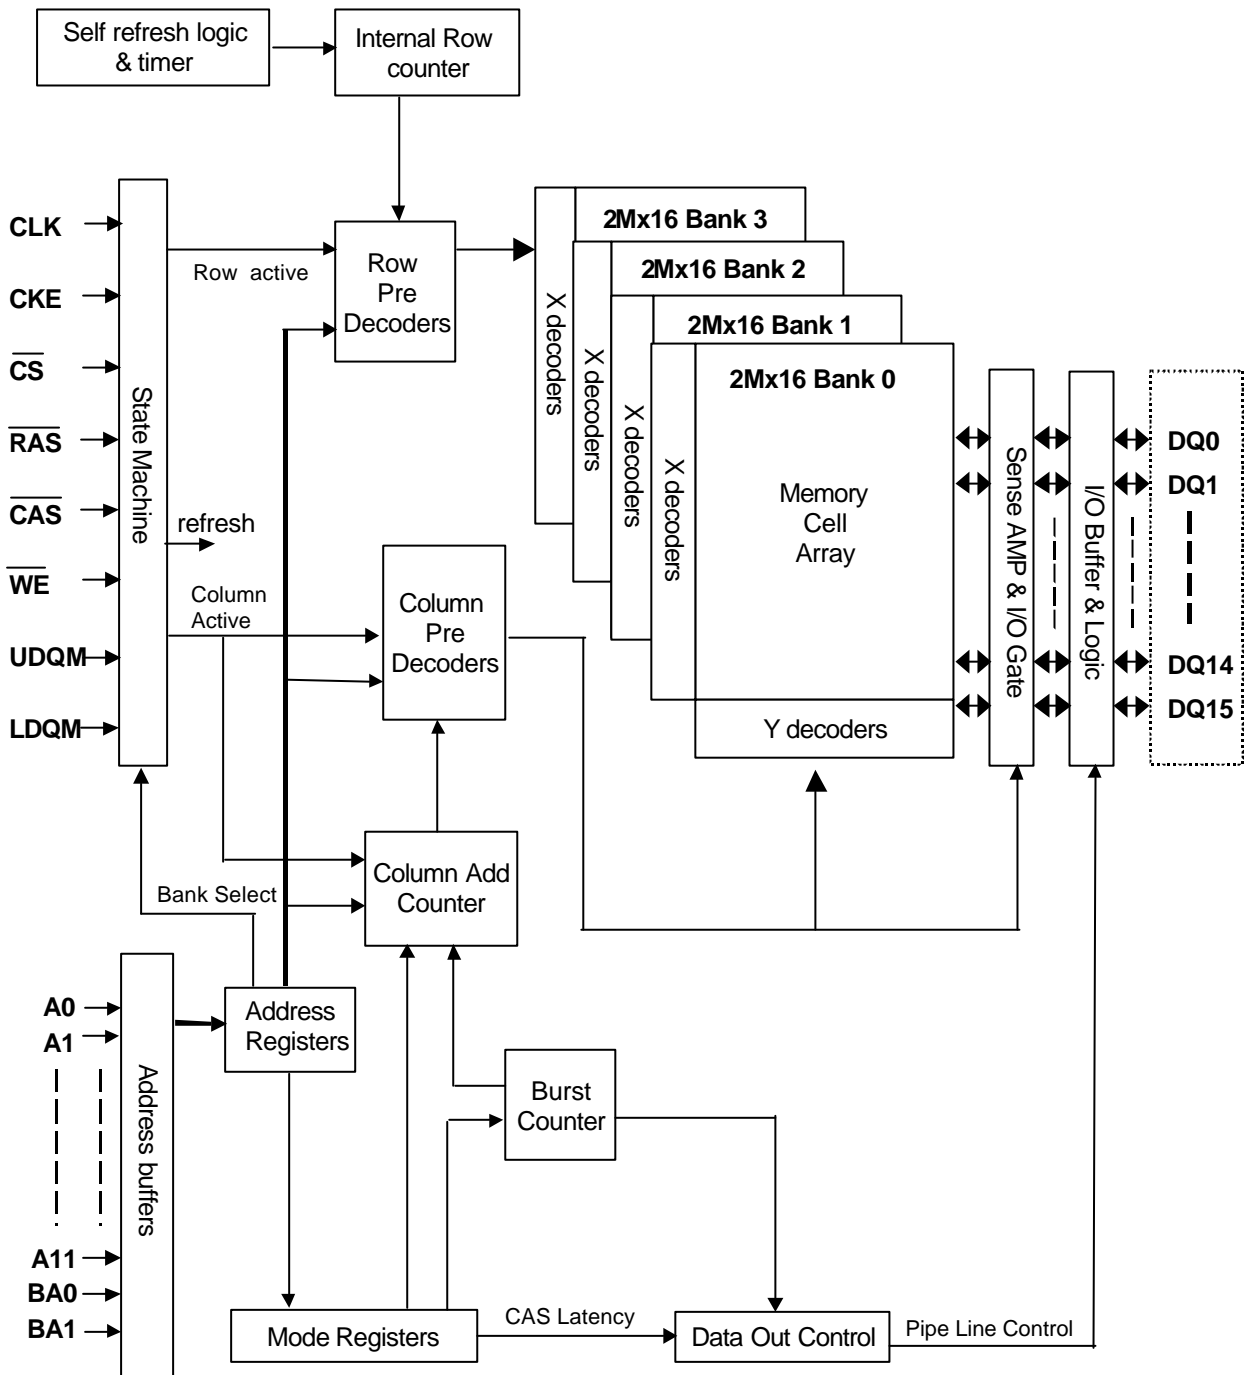 Self refresh logic
& timer
Internal Row
counter
CLK
CKE
CS
RAS
CAS
WE
UDQM
LDQM
State Machine
Row active
refresh
Column
Active
Bank Select
Row
Pre
Decoders
Column
Pre
Decoders
Column Add
Counter
2Mx16 Bank 3
2Mx16 Bank 2
2Mx16 Bank 1
2Mx16 Bank 0
X decoders
X decoders
X decoders
X decoders
Memory
Cell
Array
Y decoders
Sense AMP & I/O Gate
I/O Buffer & Logic
DQ0
DQ1
DQ14
DQ15
A0
A1
A11
BA0
BA1
Address buffers
Address
Registers
Burst
Counter
Mode Registers
CAS Latency
Data Out Control
Pipe Line Control